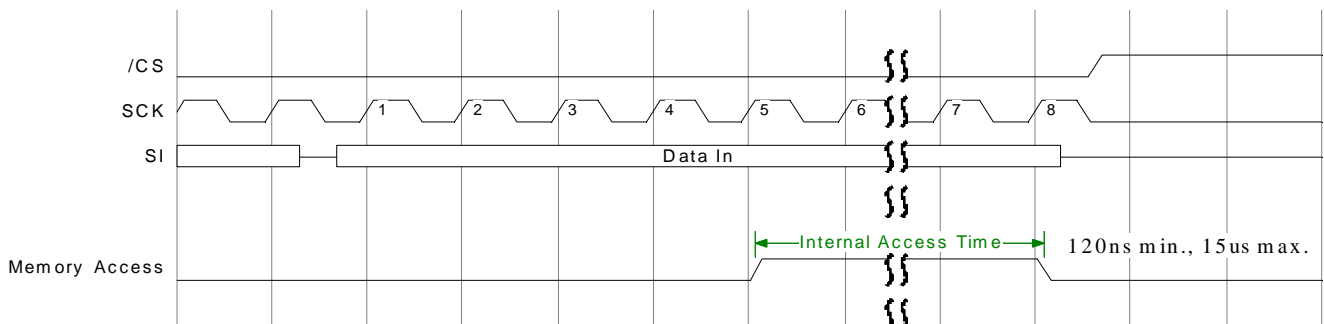 /CS
SCK 1 2 3 4 5 6 7 8
SI Data In
Internal Access Time 120ns min., 15us max.
Memory Access